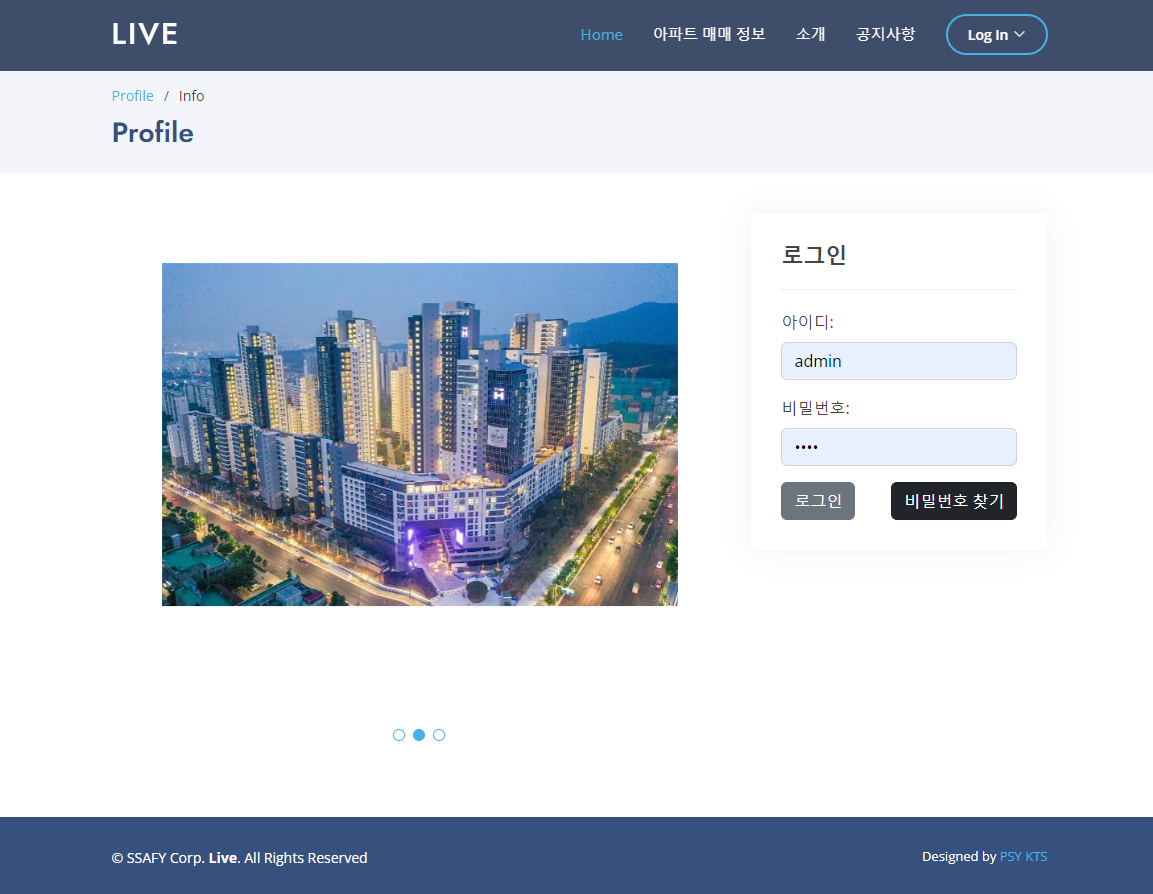 LIVE
Home 아파트 매매 정보 소개 공지사항 Log In
Profile / Info
Profile
로그인
아이디:
admin
비밀번호:
••••
로그인 비밀번호 찾기
© SSAFY Corp. Live. All Rights Reserved
Designed by PSY KTS